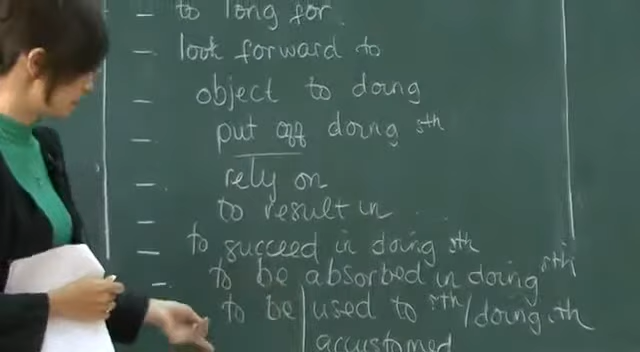 – to long for.
– look forward to
– object to doing
– put off doing sth
– rely on
– to result in
– to succeed in doing sth
– to be absorbed in doing sth
to be used to sth/doing sth
accustomed